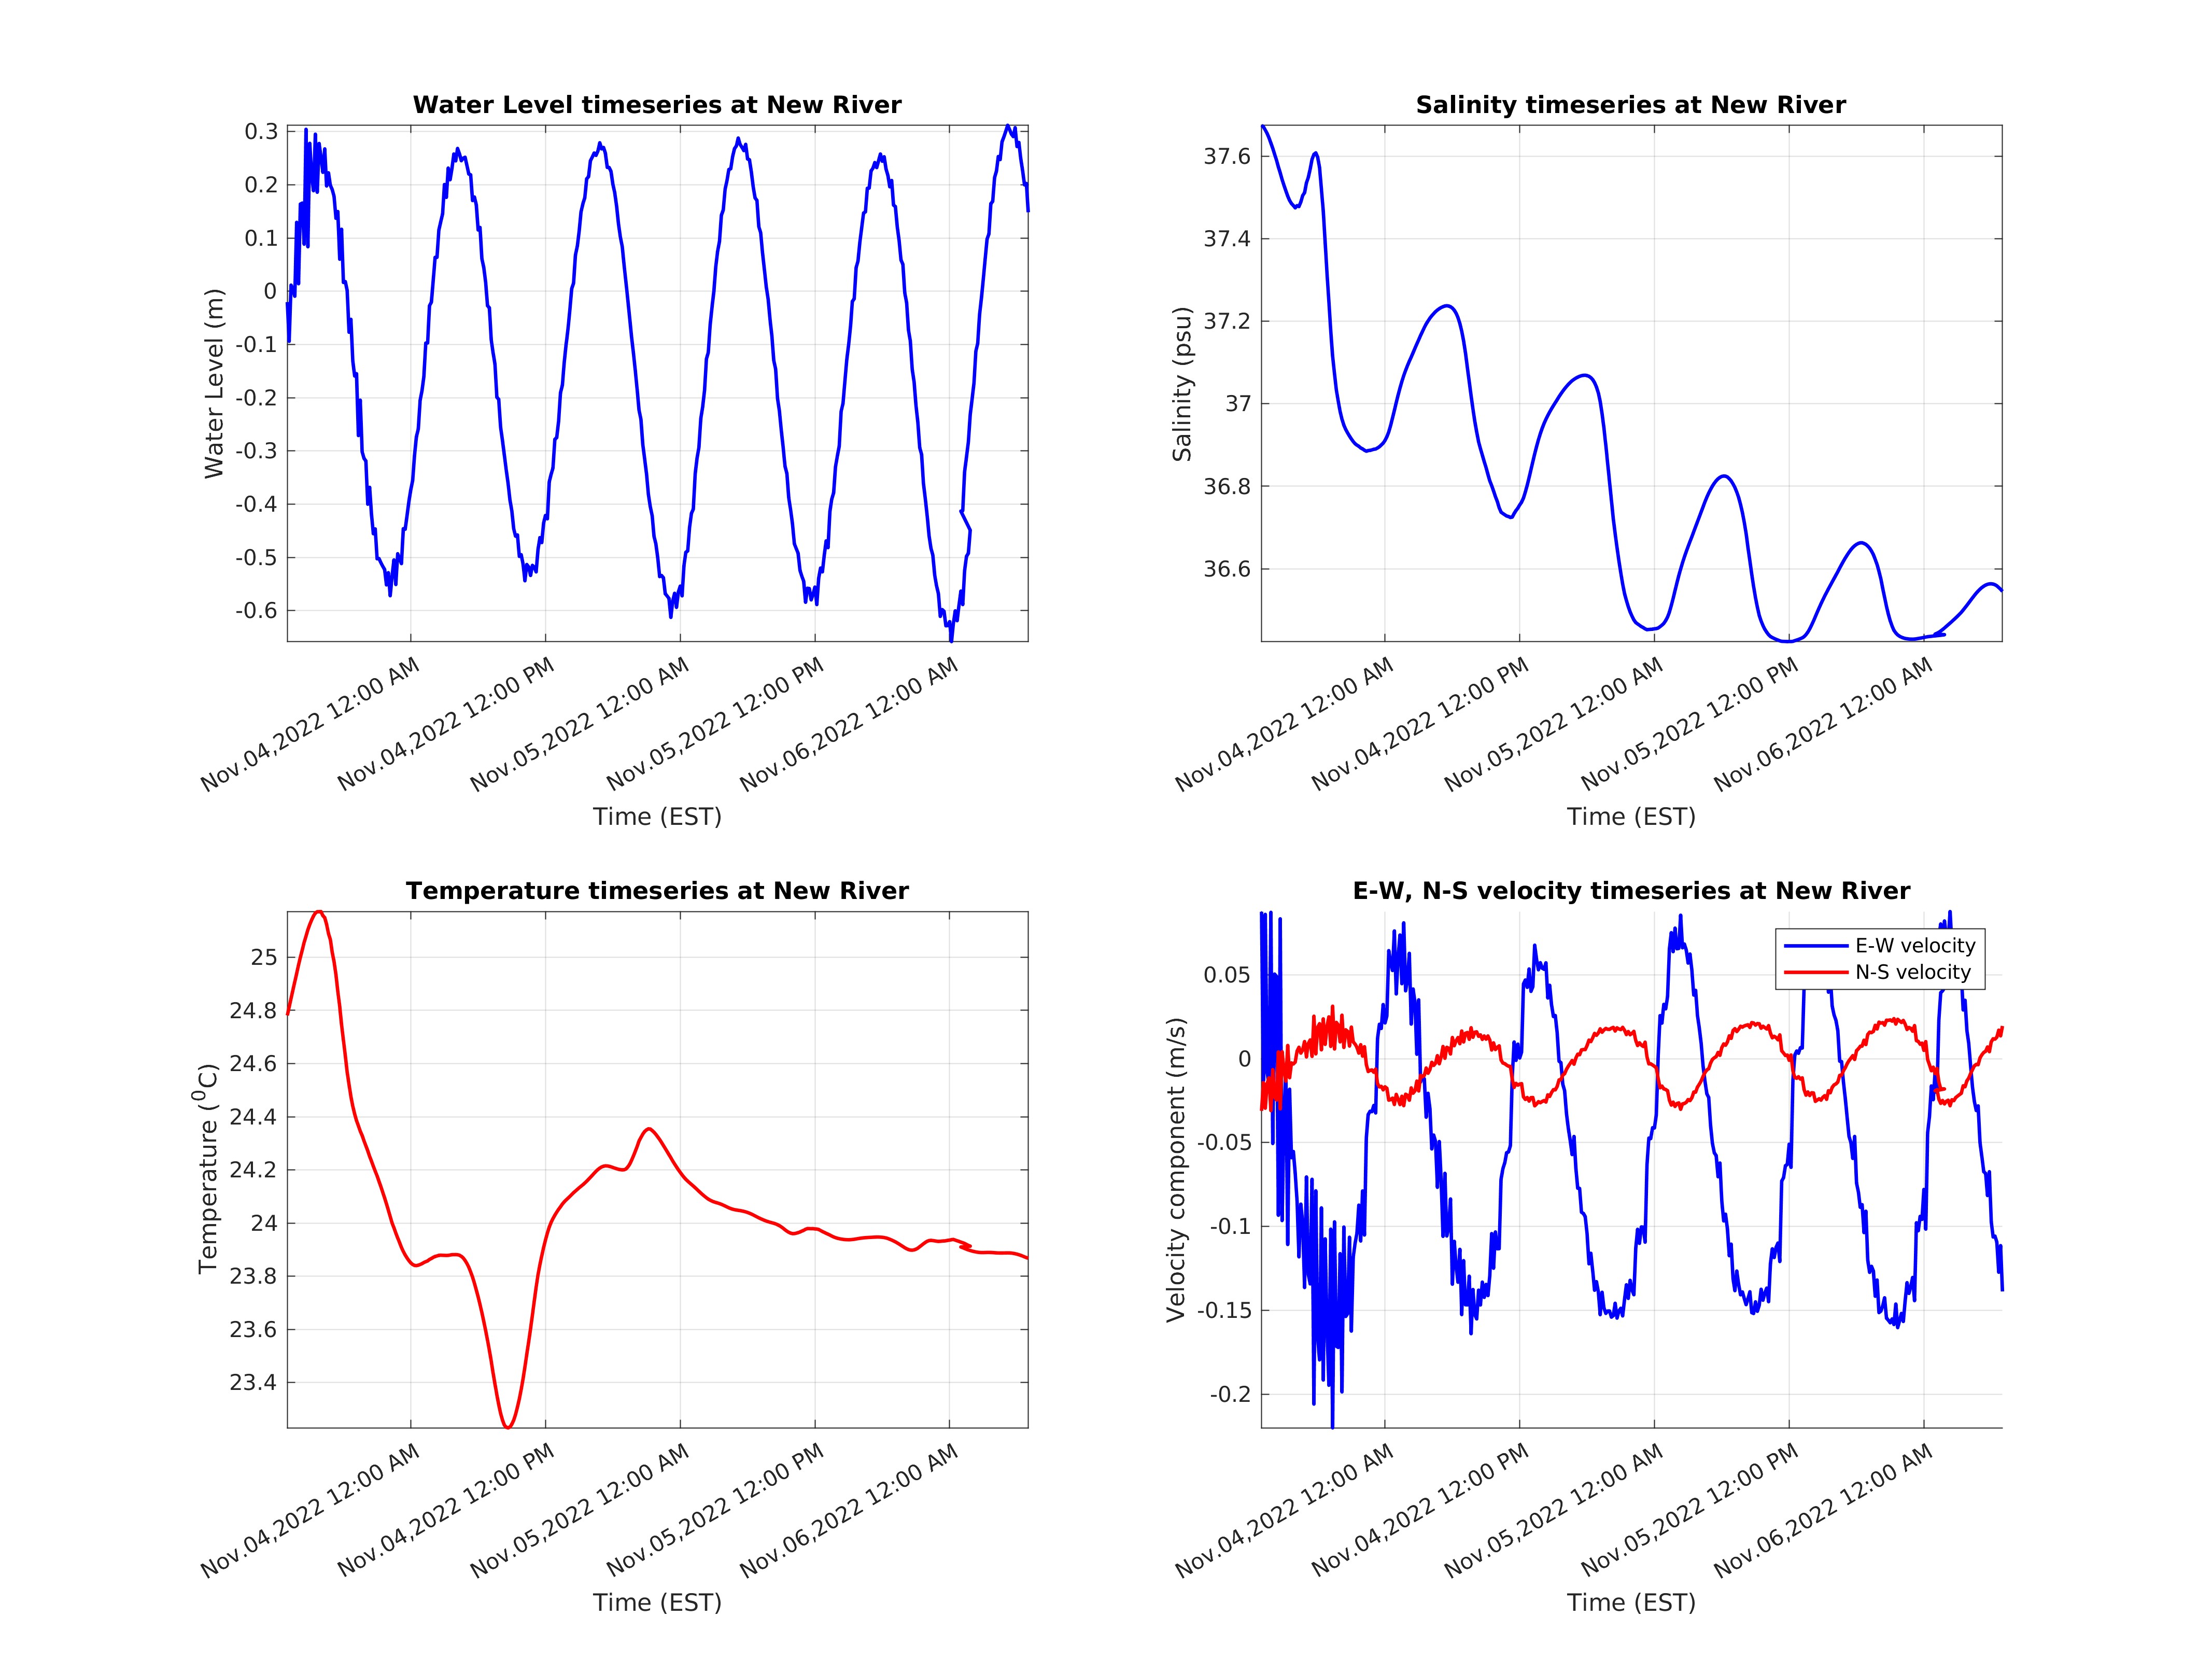 Water Level timeseries at New River
0.3
0.2
0.1
0
-0.1
-0.2
-0.3
-0.4
-0.5
-0.6
Water Level (m)
Nov.04,2022 12:00 AM
Nov.04,2022 12:00 PM
Nov.05,2022 12:00 AM
Nov.05,2022 12:00 PM
Nov.06,2022 12:00 AM
Time (EST)
Salinity timeseries at New River
37.6
37.4
37.2
37
36.8
36.6
Salinity (psu)
Nov.04,2022 12:00 AM
Nov.04,2022 12:00 PM
Nov.05,2022 12:00 AM
Nov.05,2022 12:00 PM
Nov.06,2022 12:00 AM
Time (EST)
Temperature timeseries at New River
25
24.8
24.6
24.4
24.2
24
23.8
23.6
23.4
Temperature (⁰C)
Nov.04,2022 12:00 AM
Nov.04,2022 12:00 PM
Nov.05,2022 12:00 AM
Nov.05,2022 12:00 PM
Nov.06,2022 12:00 AM
Time (EST)
E-W, N-S velocity timeseries at New River
E-W velocity
N-S velocity
0.05
0
-0.05
-0.1
-0.15
-0.2
Velocity component (m/s)
Nov.04,2022 12:00 AM
Nov.04,2022 12:00 PM
Nov.05,2022 12:00 AM
Nov.05,2022 12:00 PM
Nov.06,2022 12:00 AM
Time (EST)